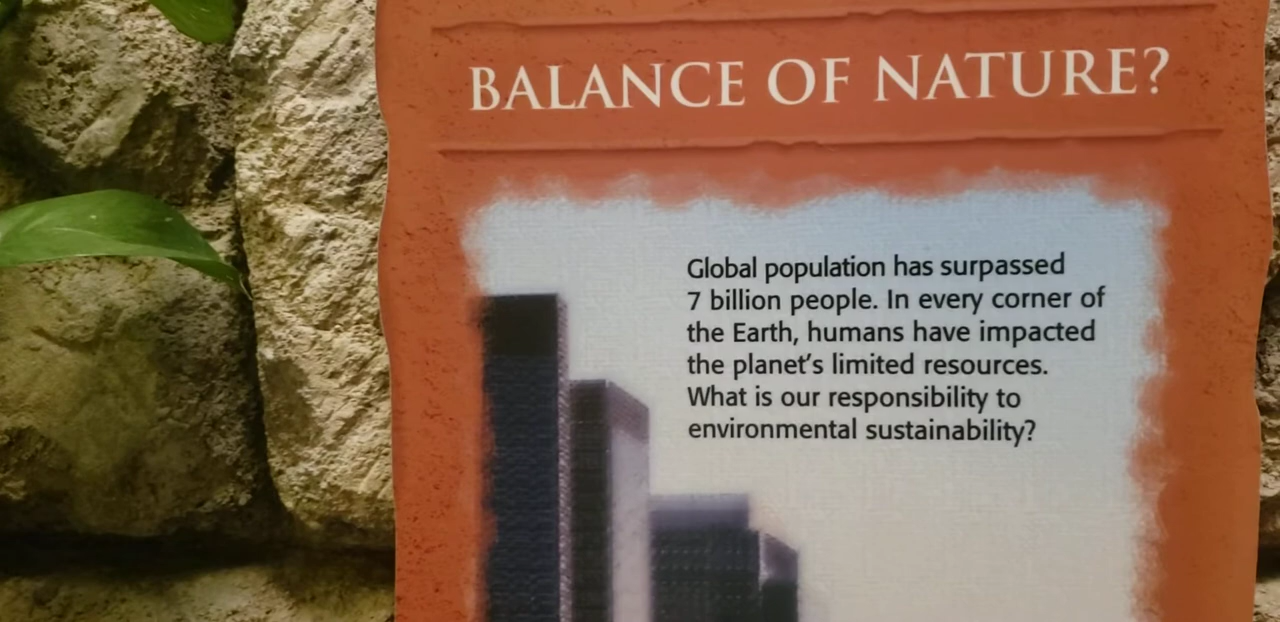 BALANCE OF NATURE?
Global population has surpassed
7 billion people. In every corner of
the Earth, humans have impacted
the planet's limited resources.
What is our responsibility to
environmental sustainability?